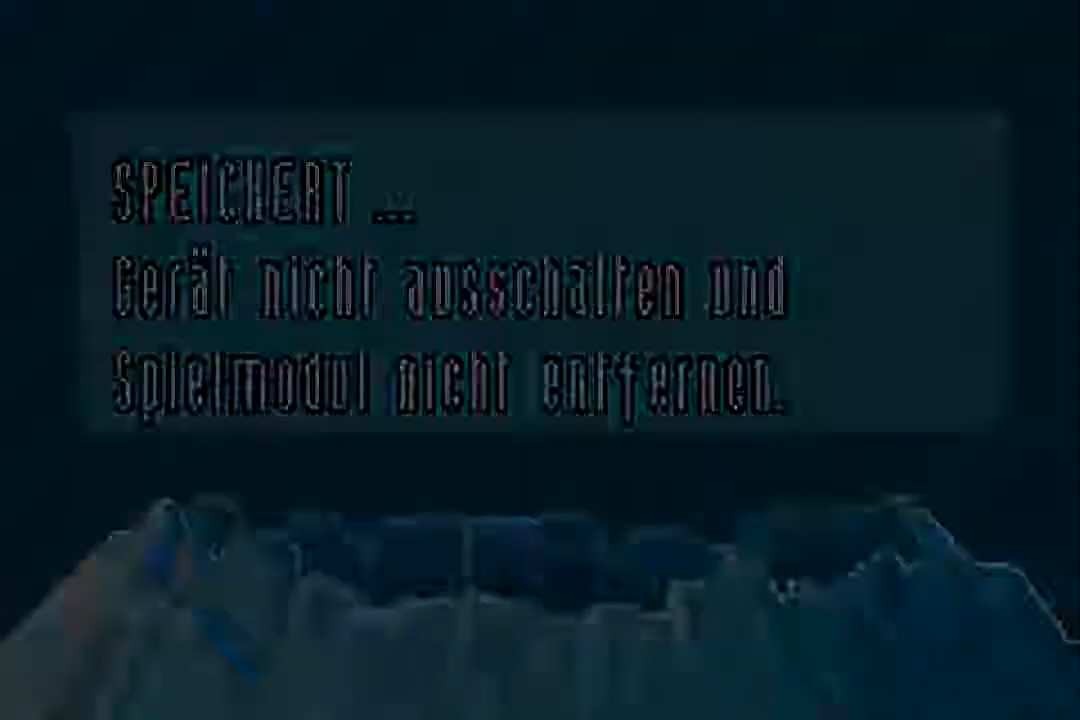 SPEICHERT ...
Gerät nicht ausschalten und
Spielmodul nicht entfernen.